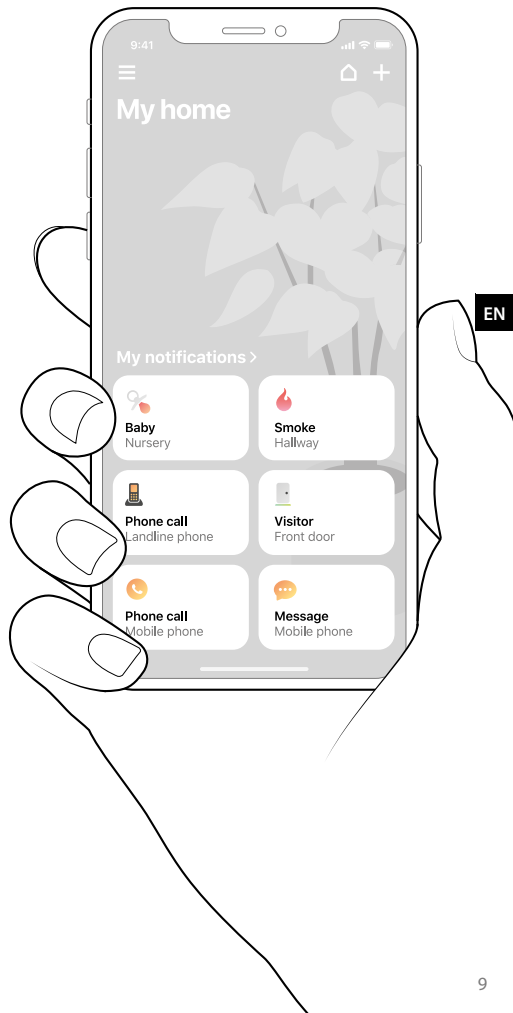 9:41
My home
EN
My notifications
Baby
Nursery
Smoke
Hallway
Phone call
Landline phone
Visitor
Front door
Phone call
Mobile phone
Message
Mobile phone
9